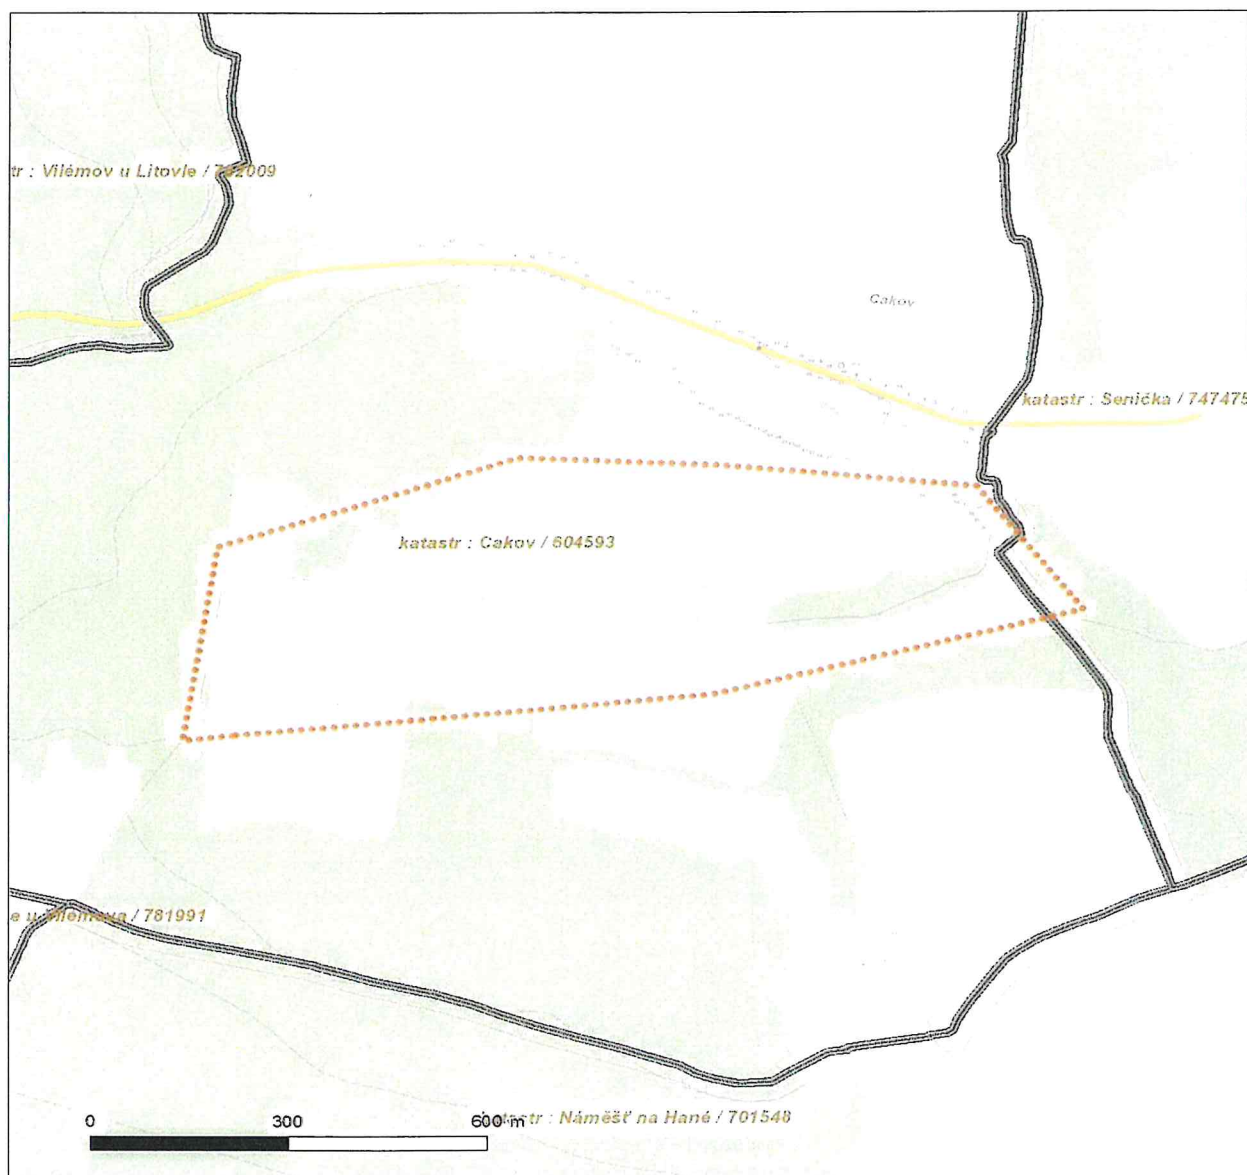 tr : Vilémov u Litovle / 782009
Cakov
katastr : Senička / 747475
katastr : Cakov / 604593
e u Vilémova / 781991
katastr : Náměšť na Hané / 701548
0 300 600 m